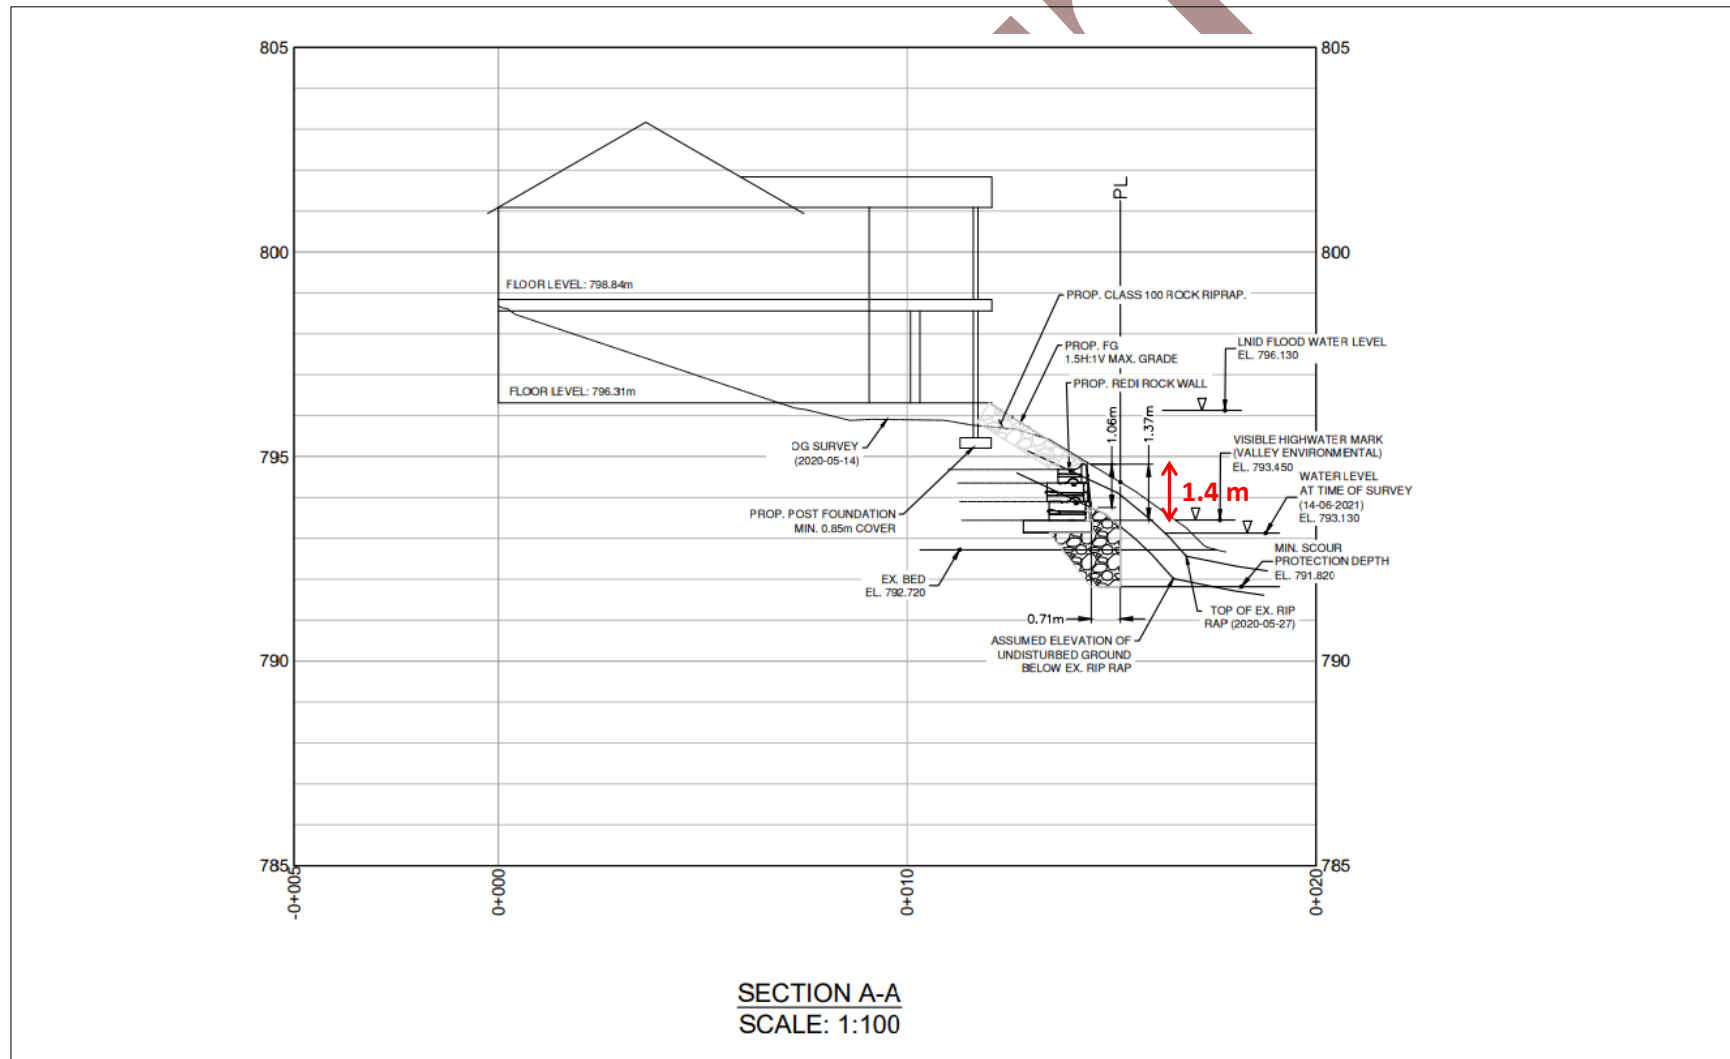 805
805
PL
800
800
FLOOR LEVEL: 798.84m
PROP. CLASS 100 ROCK RIPRAP.
LNID FLOOD WATER LEVEL
EL. 796.130
PROP. FG
1.5H:1V MAX. GRADE
PROP. REDI ROCK WALL
FLOOR LEVEL: 796.31m
1.06m
1.37m
OG SURVEY
(2020-05-14)
VISIBLE HIGHWATER MARK
(VALLEY ENVIRONMENTAL)
EL. 793.450
795
795
1.4 m
WATER LEVEL
AT TIME OF SURVEY
(14-06-2021)
EL. 793.130
PROP. POST FOUNDATION
MIN. 0.85m COVER
MIN. SCOUR
PROTECTION DEPTH
EL. 791.820
EX. BED
EL. 792.720
0.71m
TOP OF EX. RIP
RAP (2020-05-27)
ASSUMED ELEVATION OF
UNDISTURBED GROUND
BELOW EX. RIP RAP
790
790
785
785
-0+005
0+000
0+010
0+020
SECTION A-A
SCALE: 1:100